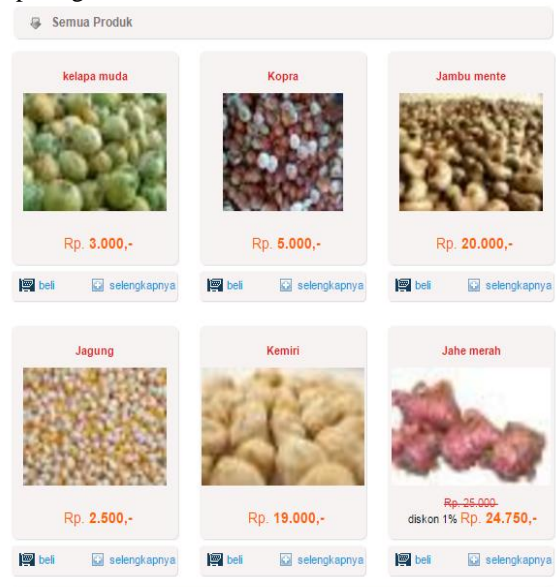 Semua Produk
kelapa muda
Rp. 3.000,-
beli selengkapnya
Kopra
Rp. 5.000,-
beli selengkapnya
Jambu mente
Rp. 20.000,-
beli selengkapnya
Jagung
Rp. 2.500,-
beli selengkapnya
Kemiri
Rp. 19.000,-
beli selengkapnya
Jahe merah
Rp. 25.000-
diskon 1% Rp. 24.750,-
beli selengkapnya